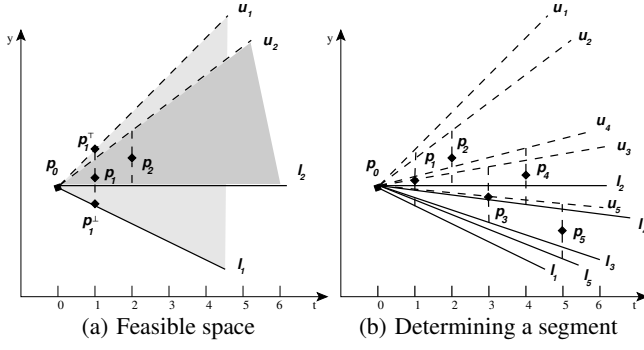 y
u1
u2
p1⊤
p0
p1
p2
l2
p1⊥
l1
0 1 2 3 4 5 6 t
(a) Feasible space
y
u1
u2
u4
p2
u3
p0
p1
p4
l2
u5
p3
l
p5
l3
l5
l1
0 1 2 3 4 5 6 t
(b) Determining a segment